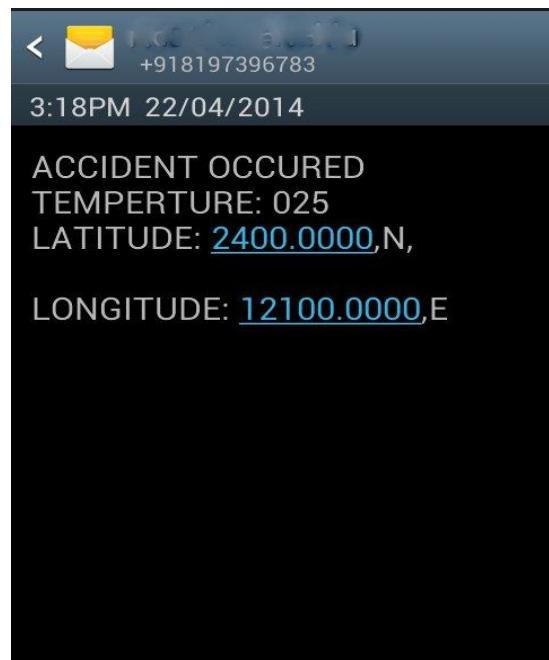 +918197396783
3:18PM 22/04/2014
ACCIDENT OCCURED
TEMPERTURE: 025
LATITUDE: 2400.0000,N,
LONGITUDE: 12100.0000,E